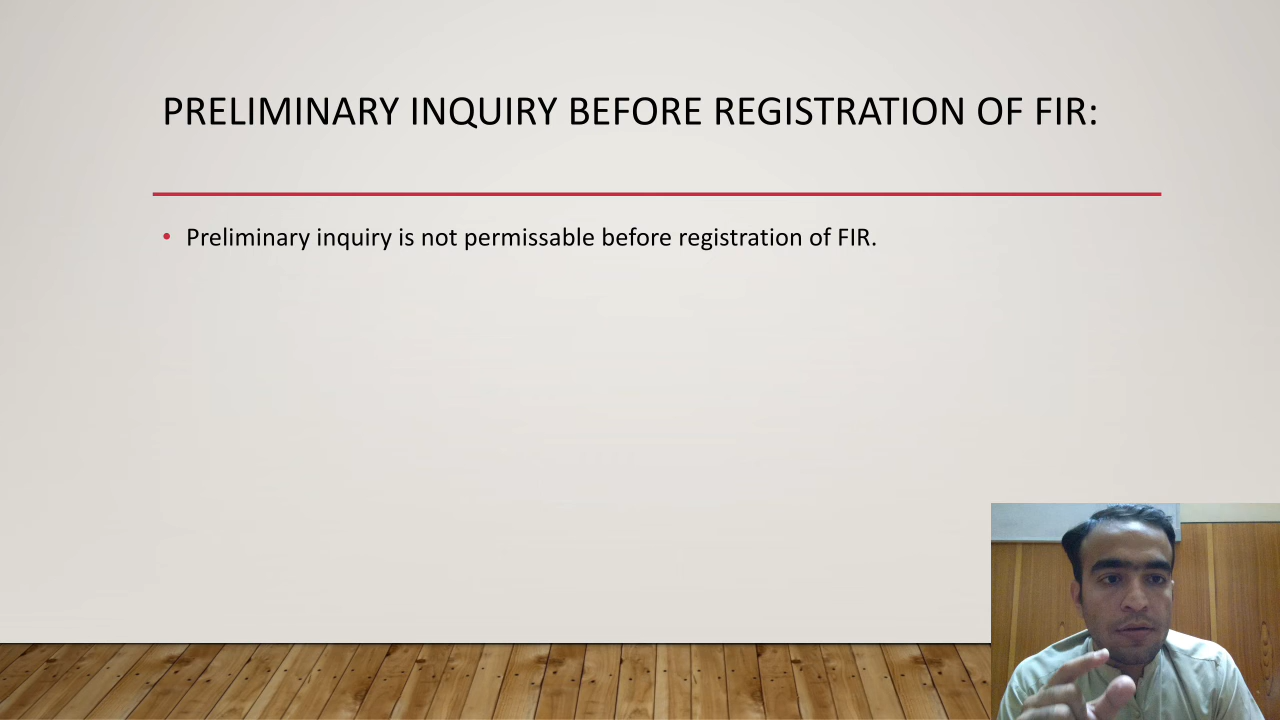 PRELIMINARY INQUIRY BEFORE REGISTRATION OF FIR:
• Preliminary inquiry is not permissable before registration of FIR.